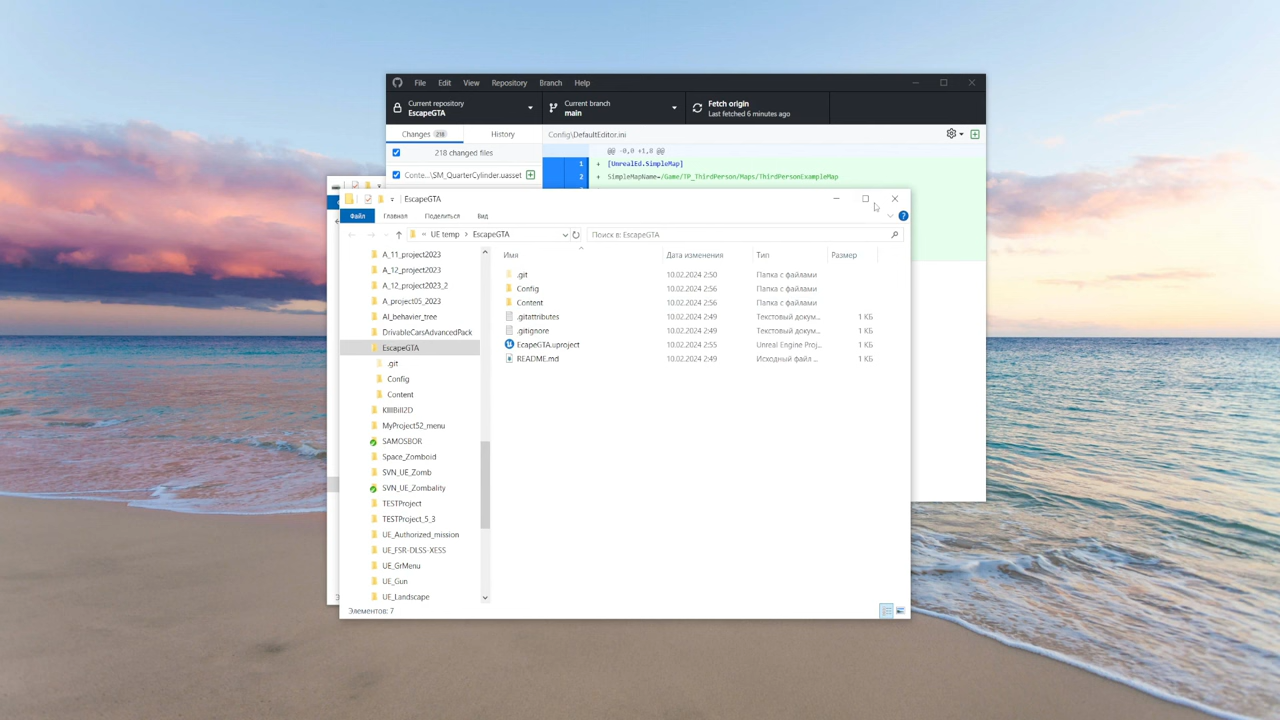 File Edit View Repository Branch Help
Current repository
EscapeGTA
Current branch
main
Fetch origin
Last fetched 6 minutes ago
Changes 218 History
Config\DefaultEditor.ini
218 changed files
@@ -0,0 +1,8 @@
1 + [UnrealEd.SimpleMap]
Conte...\SM_QuarterCylinder.uasset
2 + SimpleMapName=/Game/TP_ThirdPerson/Maps/ThirdPersonExampleMap
EscapeGTA
Файл Главная Поделиться Вид
« UE temp > EscapeGTA
Поиск в: EscapeGTA
A_11_project2023
A_12_project2023
A_12_project2023_2
A_project05_2023
AI_behavier_tree
DrivableCarsAdvancedPack
EscapeGTA
.git
Config
Content
KIllBill2D
MyProject52_menu
SAMOSBOR
Space_Zomboid
SVN_UE_Zomb
SVN_UE_Zombality
TESTProject
TESTProject_5_3
UE_Authorized_mission
UE_FSR-DLSS-XESS
UE_GrMenu
UE_Gun
UE_Landscape
Имя Дата изменения Тип Размер
.git 10.02.2024 2:50 Папка с файлами
Config 10.02.2024 2:56 Папка с файлами
Content 10.02.2024 2:56 Папка с файлами
.gitattributes 10.02.2024 2:49 Текстовый докум... 1 КБ
.gitignore 10.02.2024 2:49 Текстовый докум... 1 КБ
EcapeGTA.uproject 10.02.2024 2:55 Unreal Engine Proj... 1 КБ
README.md 10.02.2024 2:49 Исходный файл ... 1 КБ
Элементов: 7